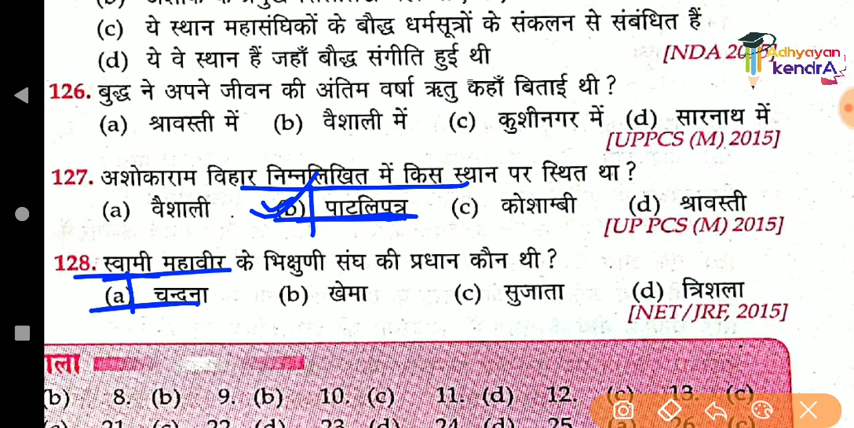 (c) ये स्थान महासंघिकों के बौद्ध धर्मसूत्रों के संकलन से संबंधित हैं
(d) ये वे स्थान हैं जहाँ बौद्ध संगीति हुई थी [NDA 2015]
Adhyayan kendrA
126. बुद्ध ने अपने जीवन की अंतिम वर्षा ऋतु कहाँ बिताई थी ?
(a) श्रावस्ती में (b) वैशाली में (c) कुशीनगर में (d) सारनाथ में
[UPPCS (M) 2015]
127. अशोकाराम विहार निम्नलिखित में किस स्थान पर स्थित था ?
(a) वैशाली (b) पाटलिपुत्र (c) कोशाम्बी (d) श्रावस्ती
[UP PCS (M) 2015]
128. स्वामी महावीर के भिक्षुणी संघ की प्रधान कौन थी ?
(a) चन्दना (b) खेमा (c) सुजाता (d) त्रिशला
[NET/JRF, 2015]
ला
(b) 8. (b) 9. (b) 10. (c) 11. (d) 12. (c) 13. (c)